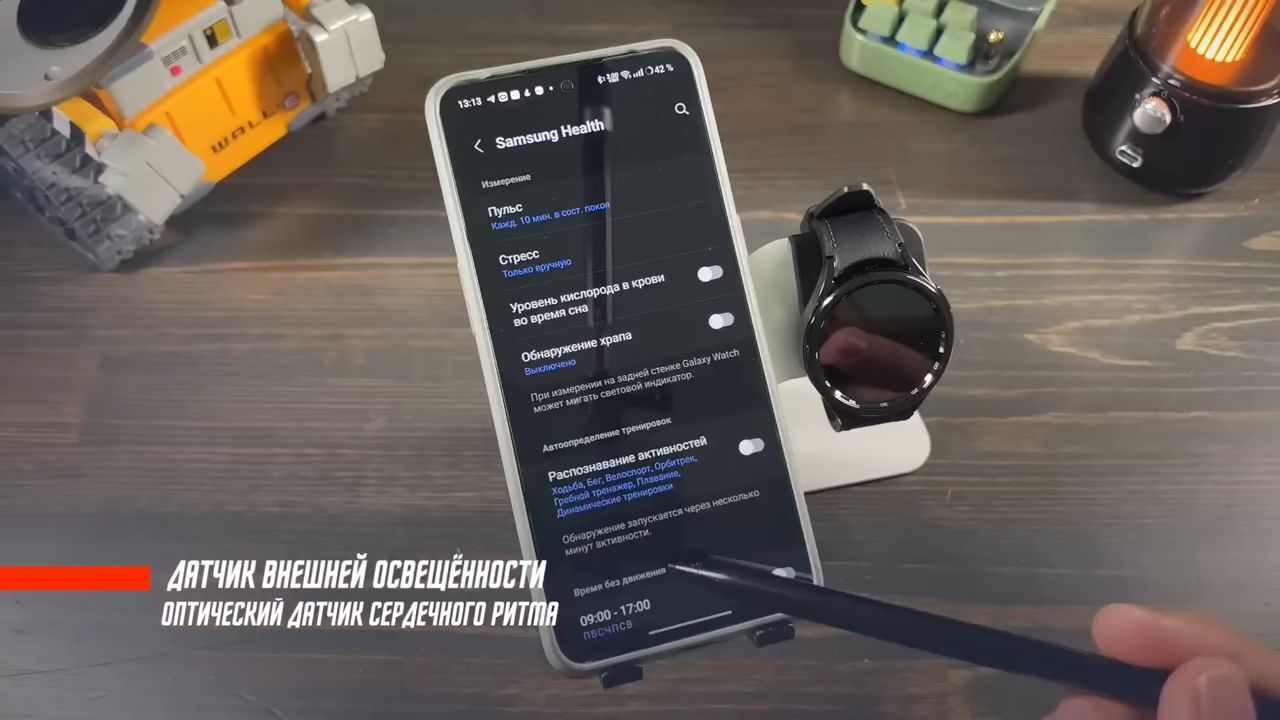 WALL·
13:13
42 %
Samsung Health
Измерение
Пульс
Кажд. 10 мин. в сост. покоя
Стресс
Только вручную
Уровень кислорода в крови
во время сна
Обнаружение храпа
Выключено
При измерении на задней стенке Galaxy Watch
может мигать световой индикатор.
Автоопределение тренировок
Распознавание активностей
Ходьба, Бег, Велоспорт, Орбитрек,
Гребной тренажер, Плавание,
Динамические тренировки
Обнаружение запускается через несколько
минут активности.
Время без движения
09:00 - 17:00
ПВСЧПСВ
ДАТЧИК ВНЕШНЕЙ ОСВЕЩЁННОСТИ
ОПТИЧЕСКИЙ ДАТЧИК СЕРДЕЧНОГО РИТМА